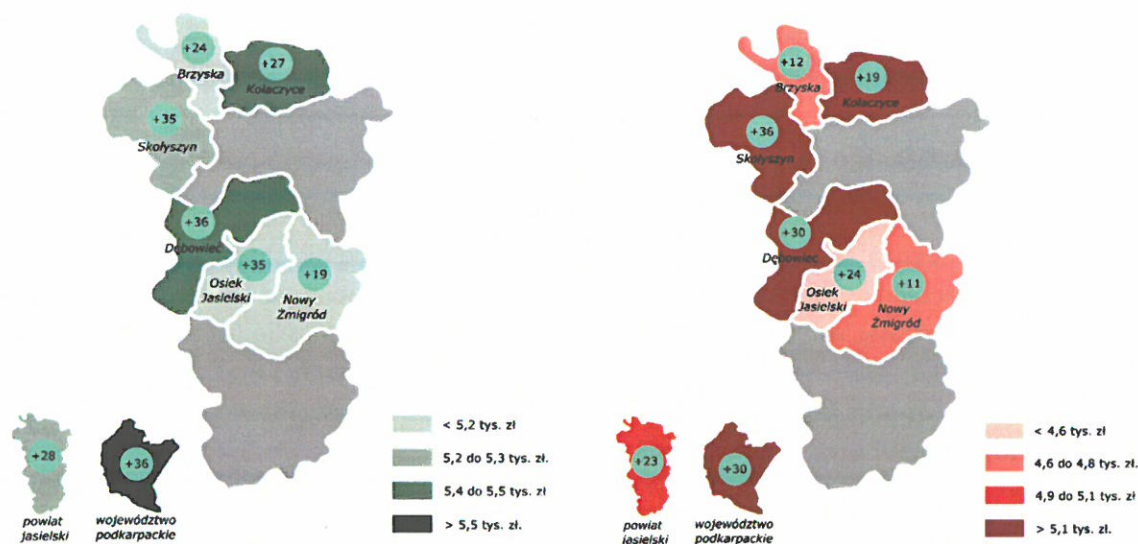 +24
Brzyska
+27
Kołaczyce
+35
Skołyszyn
+36
Dębowiec
+35
Osiek
Jasielski
+19
Nowy
Żmigród
+28
powiat
jasielski
+36
województwo
podkarpackie
< 5,2 tys. zł
5,2 do 5,3 tys. zł.
5,4 do 5,5 tys. zł
> 5,5 tys. zł.
+12
Brzyska
+19
Kołaczyce
+36
Skołyszyn
+30
Dębowiec
+24
Osiek
Jasielski
+11
Nowy
Żmigród
+23
powiat
jasielski
+30
województwo
podkarpackie
< 4,6 tys. zł
4,6 do 4,8 tys. zł.
4,9 do 5,1 tys. zł
> 5,1 tys. zł.